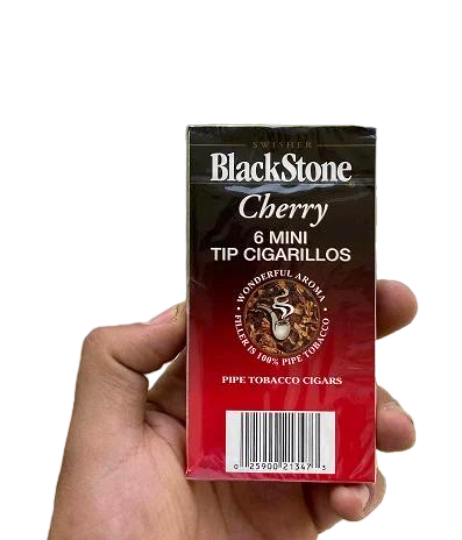 SWISHER
BlackStone
Cherry
6 MINI
TIP CIGARILLOS
• WONDERFUL AROMA •
FILLER IS 100% PIPE TOBACCO
PIPE TOBACCO CIGARS
0 25900 21347 3